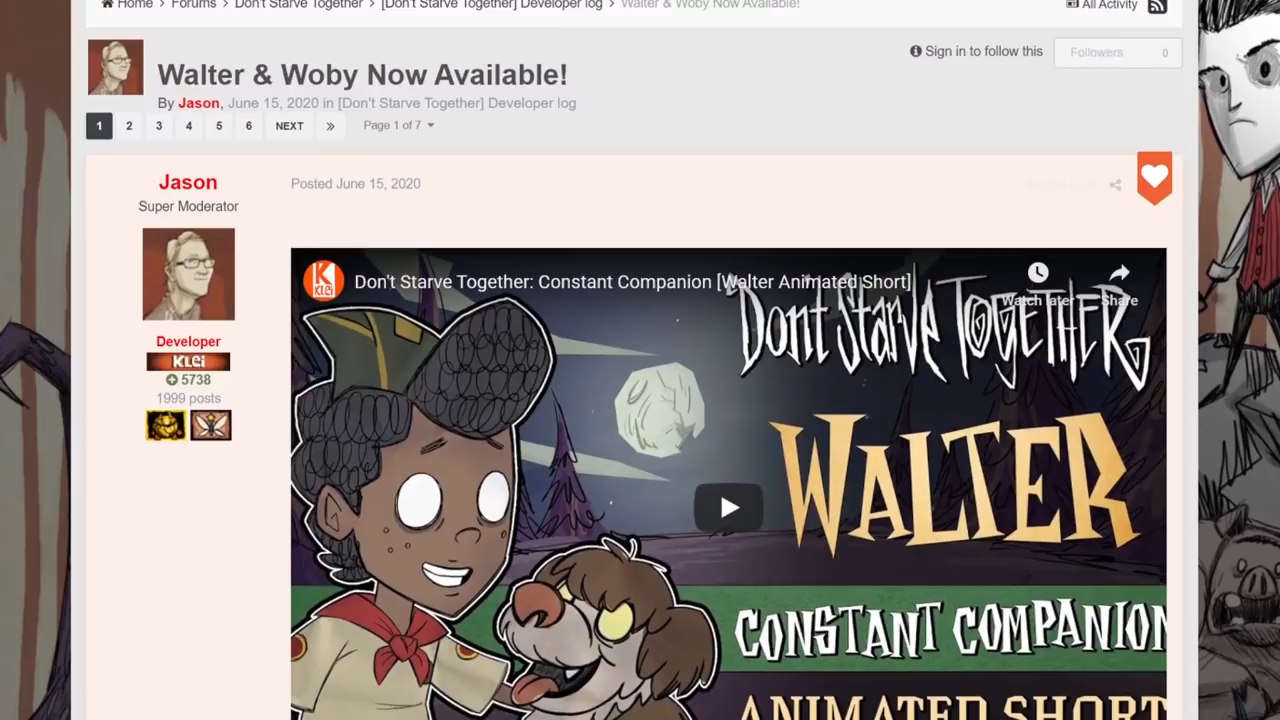 Home > Forums > Don't Starve Together > [Don't Starve Together] Developer log > Walter & Woby Now Available!
All Activity
Walter & Woby Now Available!
Sign in to follow this
Followers 0
By Jason, June 15, 2020 in [Don't Starve Together] Developer log
1 2 3 4 5 6 NEXT » Page 1 of 7
Jason
Super Moderator
Developer
KLei
5738
1999 posts
Posted June 15, 2020
KLei
Don't Starve Together: Constant Companion [Walter Animated Short]
Watch later
Share
Don't Starve Together
WALTER
CONSTANT COMPANION
ANIMATED SHORT